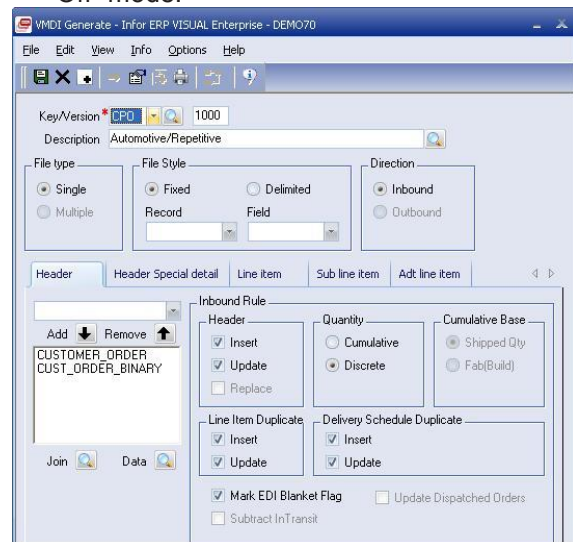 "Off" mode.
VMDI Generate - Infor ERP VISUAL Enterprise - DEMO70
File Edit View Info Options Help
Key/Version * CPO 1000
Description Automotive/Repetitive
File type File Style Direction
Single Fixed Delimited Inbound
Multiple Record Field Outbound
Header Header Special detail Line item Sub line item Adt line item
Inbound Rule
Header Quantity Cumulative Base
Add Remove Insert Cumulative Shipped Qty
CUSTOMER_ORDER Update Discrete Fab(Build)
CUST_ORDER_BINARY Replace
Line Item Duplicate Delivery Schedule Duplicate
Insert Insert
Join Data Update Update
Mark EDI Blanket Flag Update Dispatched Orders
Subtract InTransit